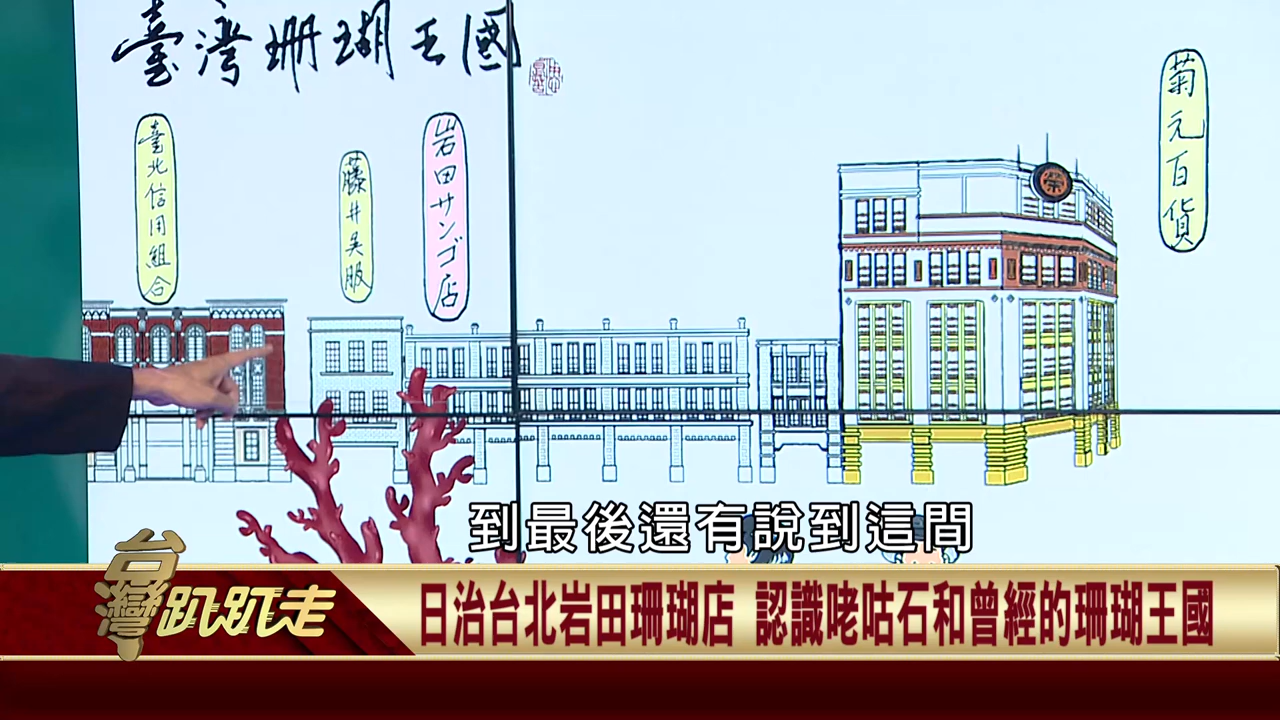 臺灣珊瑚王國
臺北信用組合
藤井吳服
岩田サンゴ店
菊元百貨
到最後還有說到這間
台灣趴趴走
日治台北岩田珊瑚店 認識咾咕石和曾經的珊瑚王國